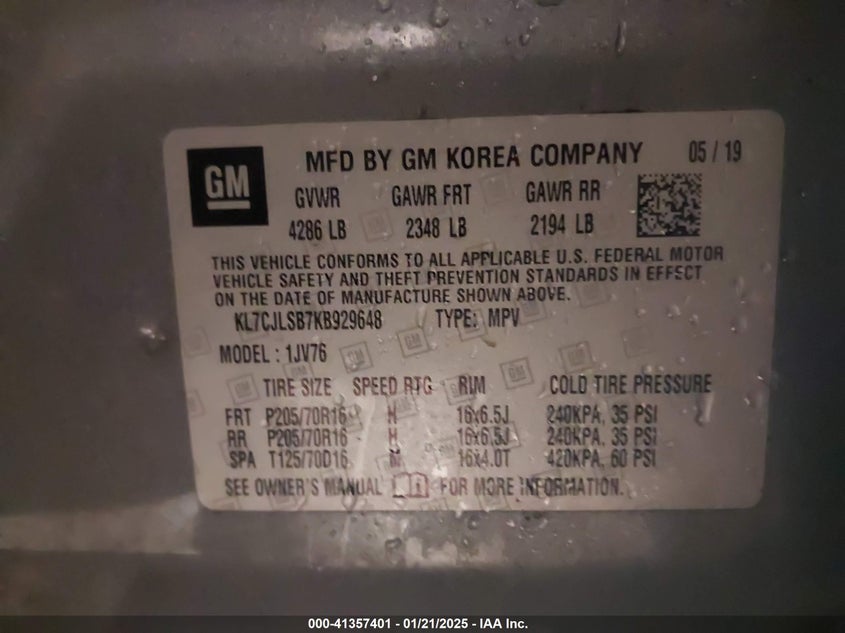 GM
MFD BY GM KOREA COMPANY 05 / 19
GVWR GAWR FRT GAWR RR
4286 LB 2348 LB 2194 LB
THIS VEHICLE CONFORMS TO ALL APPLICABLE U.S. FEDERAL MOTOR
VEHICLE SAFETY AND THEFT PREVENTION STANDARDS IN EFFECT
ON THE DATE OF MANUFACTURE SHOWN ABOVE.
KL7CJLSB7KB929648 TYPE: MPV
MODEL : 1JV76
TIRE SIZE SPEED RTG RIM COLD TIRE PRESSURE
FRT P205/70R16 H 16x6.5J 240KPA, 35 PSI
RR P205/70R16 H 16x6.5J 240KPA, 35 PSI
SPA T125/70D16 M 16x4.0T 420KPA, 60 PSI
SEE OWNER'S MANUAL FOR MORE INFORMATION.
000-41357401 - 01/21/2025 - IAA Inc.